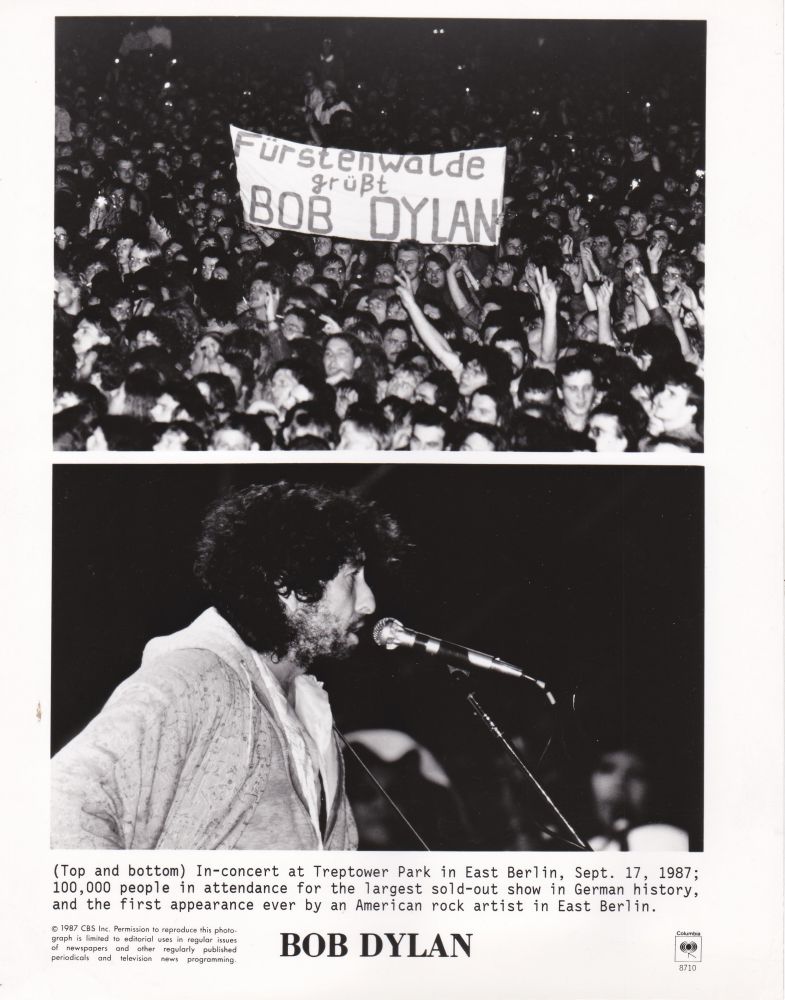 Fürstenwalde
grüßt
BOB DYLAN
(Top and bottom) In-concert at Treptower Park in East Berlin, Sept. 17, 1987;
100,000 people in attendance for the largest sold-out show in German history,
and the first appearance ever by an American rock artist in East Berlin.
© 1987 CBS Inc. Permission to reproduce this photo-
graph is limited to editorial uses in regular issues
of newspapers and other regularly published
periodicals and television news programming.
BOB DYLAN
Columbia
8710